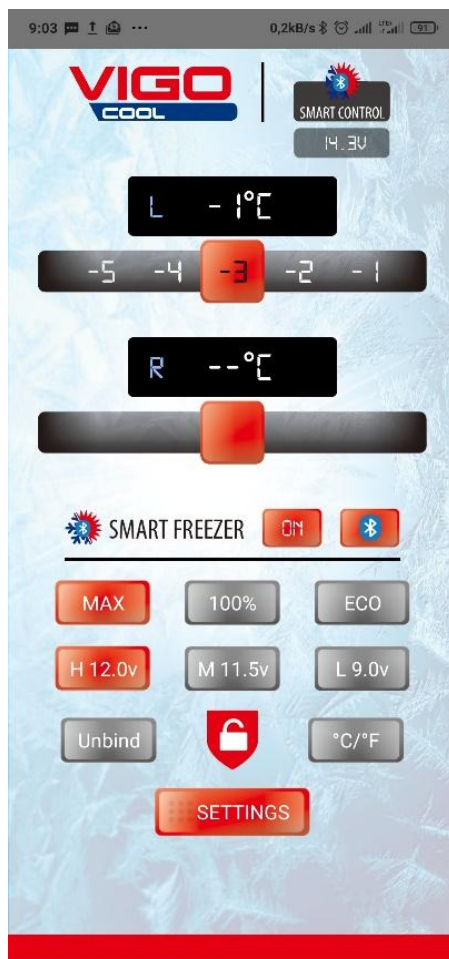 9:03 ... 0,2kB/s 91
VIGO
COOL
SMART CONTROL
14.3V
L -1°C
-5 -4 -3 -2 -1
R --°C
SMART FREEZER ON
MAX 100% ECO
H 12.0v M 11.5v L 9.0v
Unbind °C/°F
SETTINGS